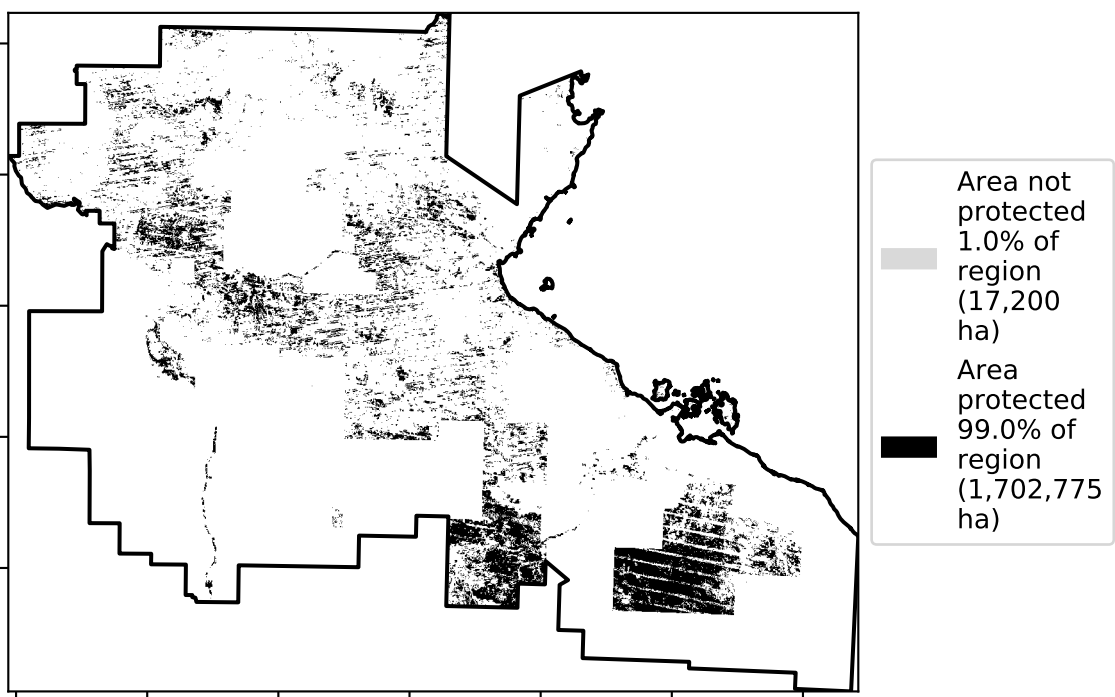 Area not
protected
1.0% of
region
(17,200
ha)
Area
protected
99.0% of
region
(1,702,775
ha)